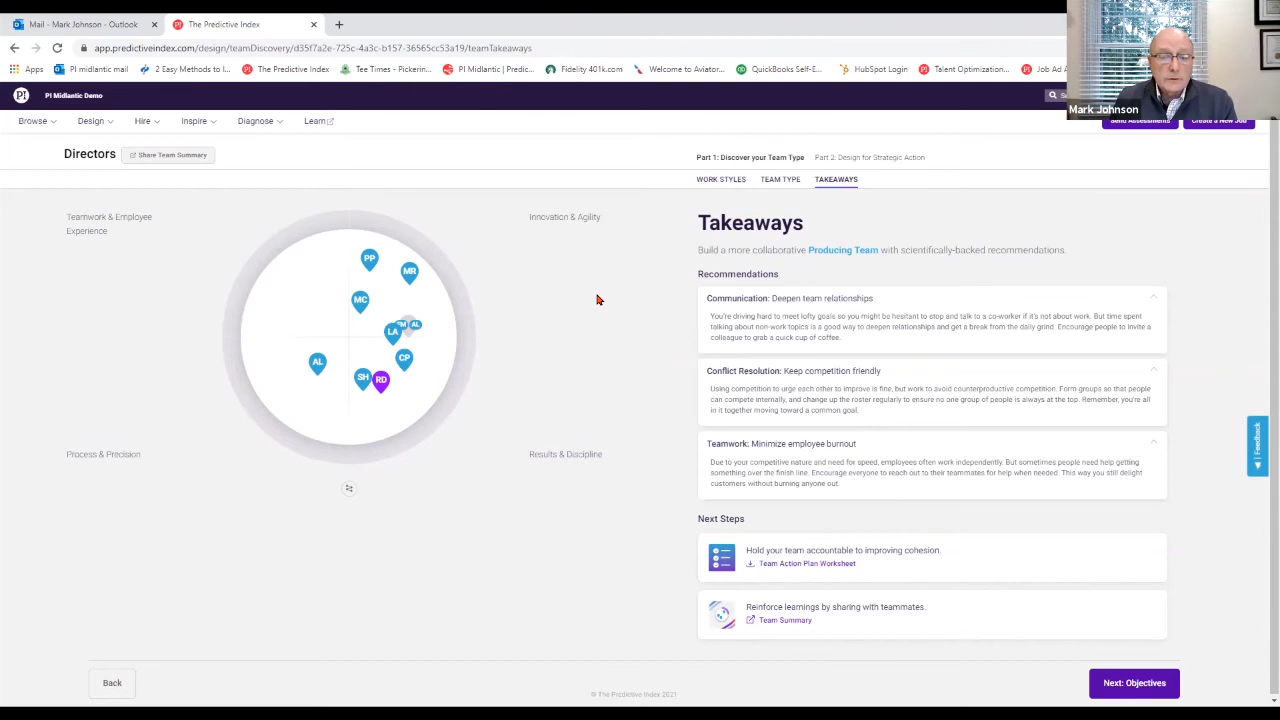 Mail - Mark Johnson - Outlook
The Predictive Index
app.predictiveindex.com/design/teamDiscovery/d35f7a2e-725c-4a3c-b157-
cc53a19/teamTakeaways
Apps
PI midlantic mail
2 Easy Methods to I...
The Predictive Inde
Tee Time
PI Midlantic Predic...
Fidelity 401k.com
Welcome to Autor...
QuickBooks Self-...
Login
Talent Optimization...
Job Ad
PI Midlantic Demo
Mark Johnson
Browse
Design
Hire
Inspire
Diagnose
Learn
Send Assessments
Create a New Job
Directors
Share Team Summary
Part 1: Discover your Team Type
Part 2: Design for Strategic Action
WORK STYLES
TEAM TYPE
TAKEAWAYS
Teamwork & Employee
Experience
Innovation & Agility
PP
MR
MC
LA
AL
CP
AL
SH
RD
Process & Precision
Results & Discipline
Takeaways
Build a more collaborative Producing Team with scientifically-backed recommendations.
Recommendations
Communication: Deepen team relationships
You're driving hard to meet lofty goals so you might be hesitant to stop and talk to a co-worker if it's not about work. But time spent
talking about non-work topics is a good way to deepen relationships and get a break from the daily grind. Encourage people to invite a
colleague to grab a quick cup of coffee.
Conflict Resolution: Keep competition friendly
Using competition to urge each other to improve is fine, but work to avoid counterproductive competition. Form groups so that people
can compete internally, and change up the roster regularly to ensure no one group of people is always at the top. Remember, you're all
in it together moving toward a common goal.
Teamwork: Minimize employee burnout
Due to your competitive nature and need for speed, employees often work independently. But sometimes people need help getting
something over the finish line. Encourage everyone to reach out to their teammates for help when needed. This way you still delight
customers without burning anyone out.
Next Steps
Hold your team accountable to improving cohesion.
Team Action Plan Worksheet
Reinforce learnings by sharing with teammates.
Team Summary
Feedback
Back
© The Predictive Index 2021
Next: Objectives